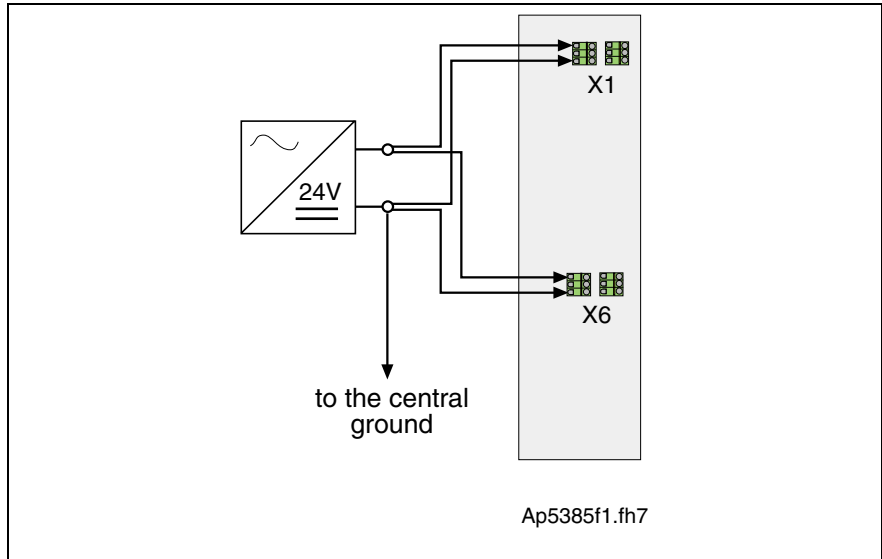 X1
24V
X6
to the central
ground
Ap5385f1.fh7